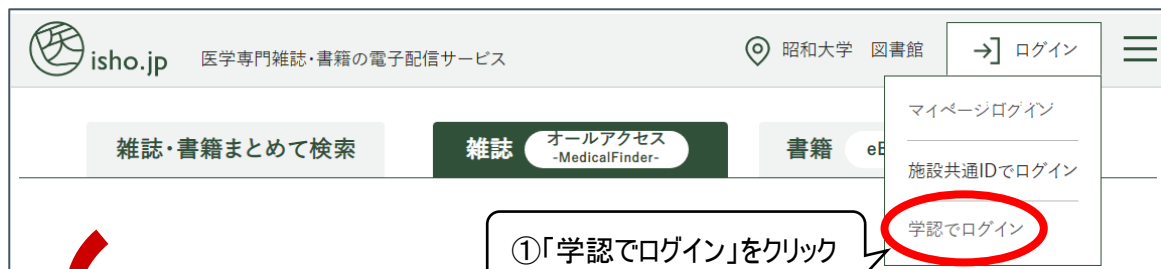 医 isho.jp 医学専門雑誌・書籍の電子配信サービス 昭和大学 図書館 ログイン
マイページログイン
雑誌・書籍まとめて検索 雑誌 オールアクセス -MedicalFinder- 書籍 eB
施設共通IDでログイン
学認でログイン
①「学認でログイン」をクリック